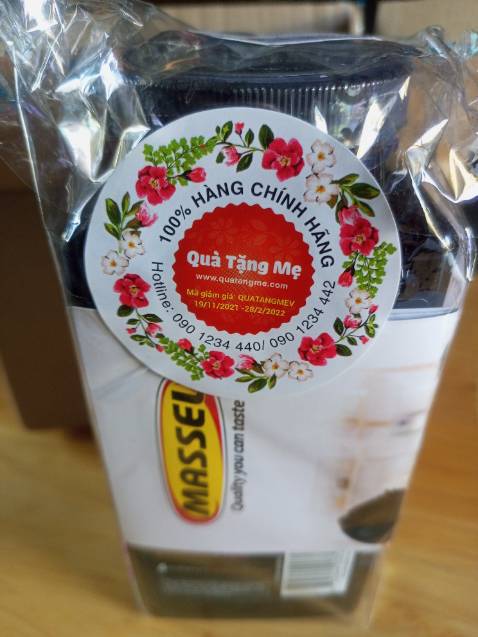 100% HÀNG CHÍNH HÃNG
Quà Tặng Mẹ
www.quatangme.com
Mã giảm giá: QUATANGMEV
19/11/2021 -28/2/2022
Hotline: 090 1234 440/ 090 1234 442
MASSEL
Quality you can taste